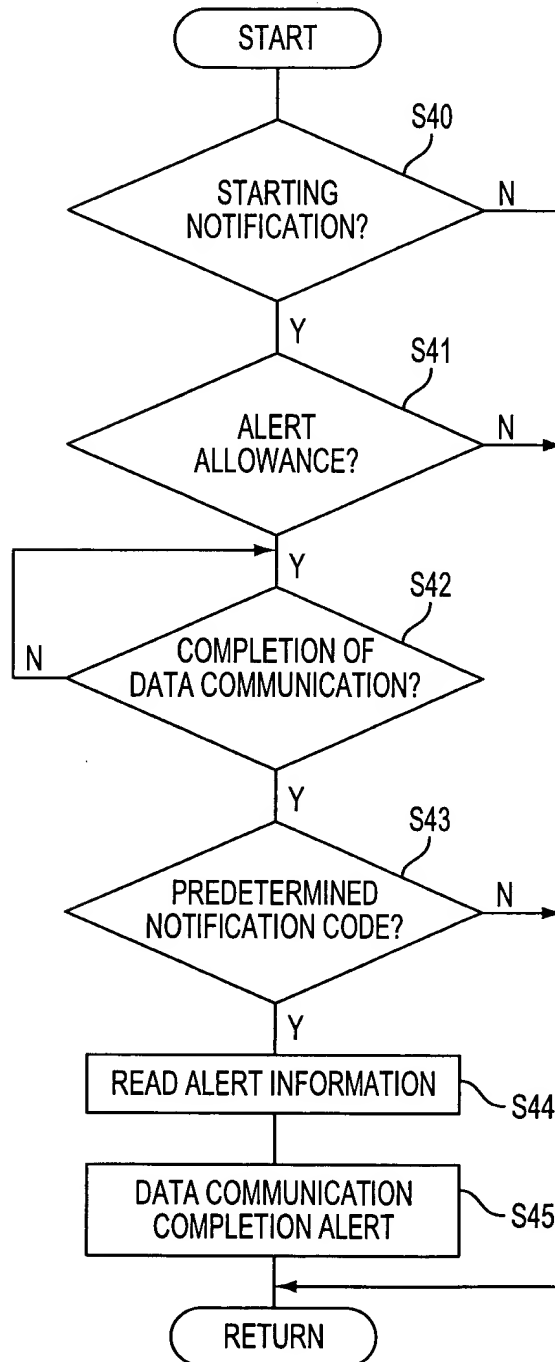 START
S40
STARTING
NOTIFICATION?
N
Y
S41
ALERT
ALLOWANCE?
N
Y
S42
COMPLETION OF
DATA COMMUNICATION?
N
Y
S43
PREDETERMINED
NOTIFICATION CODE?
N
Y
READ ALERT INFORMATION
S44
DATA COMMUNICATION
COMPLETION ALERT
S45
RETURN